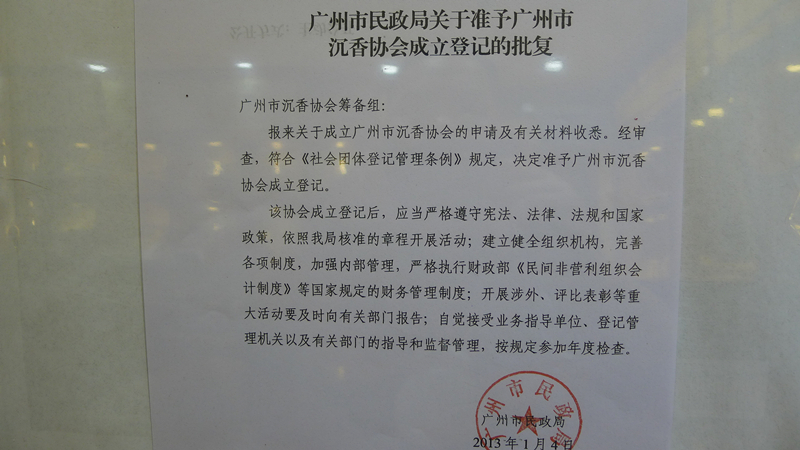 广州市民政局关于准予广州市
沉香协会成立登记的批复
广州市沉香协会筹备组：
报来关于成立广州市沉香协会的申请及有关材料收悉。经审
查，符合《社会团体登记管理条例》规定，决定准予广州市沉香
协会成立登记。
该协会成立登记后，应当严格遵守宪法、法律、法规和国家
政策，依照我局核准的章程开展活动；建立健全组织机构，完善
各项制度，加强内部管理，严格执行财政部《民间非营利组织会
计制度》等国家规定的财务管理制度；开展涉外、评比表彰等重
大活动要及时向有关部门报告；自觉接受业务指导单位、登记管
理机关以及有关部门的指导和监督管理，按规定参加年度检查。
广州市民政局
广州市民政局
2013年1月4日